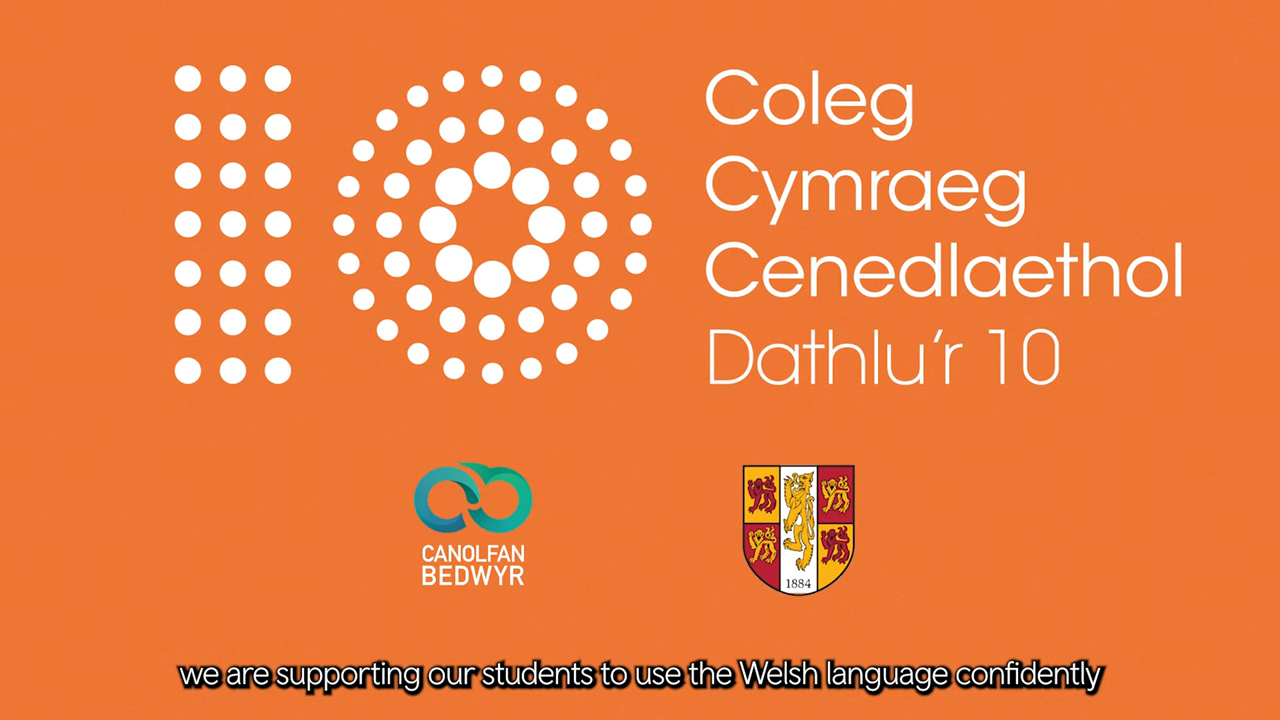 Coleg
Cymraeg
Cenedlaethol
Dathlu'r 10
CANOLFAN
BEDWYR
1884
we are supporting our students to use the Welsh language confidently